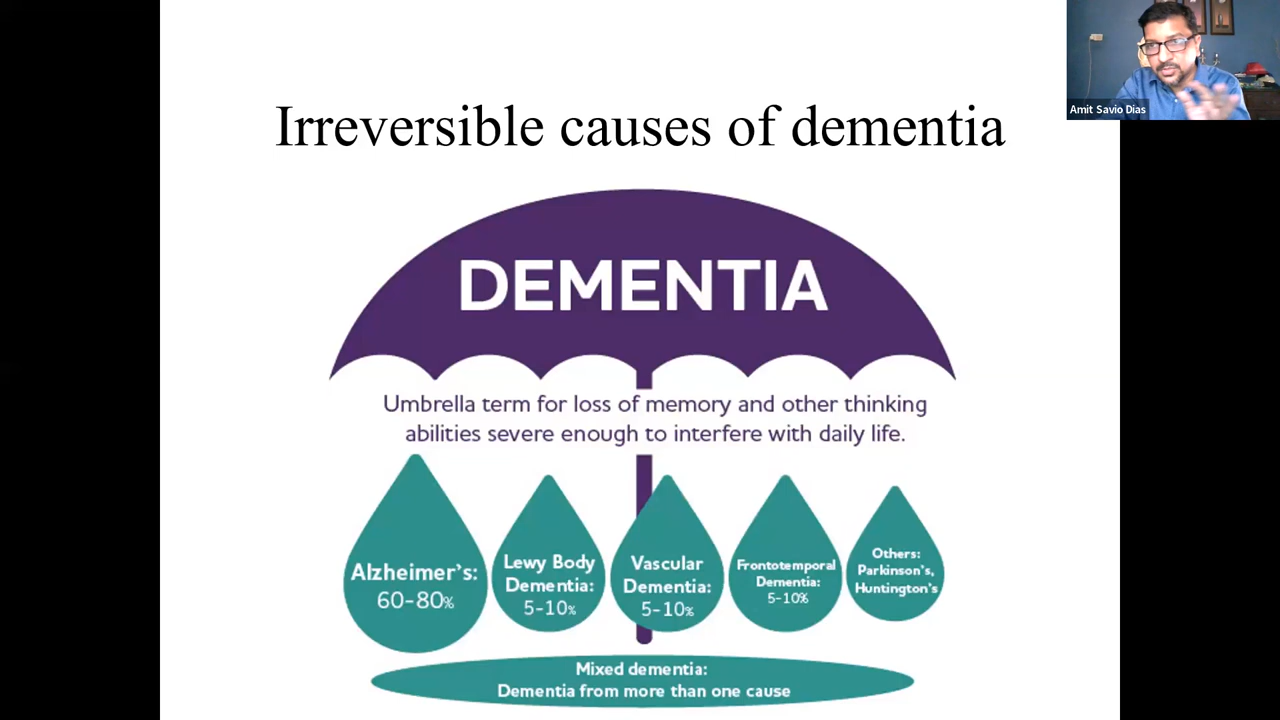 Amit Savio Dias
Irreversible causes of dementia
DEMENTIA
Umbrella term for loss of memory and other thinking
abilities severe enough to interfere with daily life.
Alzheimer's:
60-80%
Lewy Body
Dementia:
5-10%
Vascular
Dementia:
5-10%
Frontotemporal
Dementia:
5-10%
Others:
Parkinson's,
Huntington's
Mixed dementia:
Dementia from more than one cause